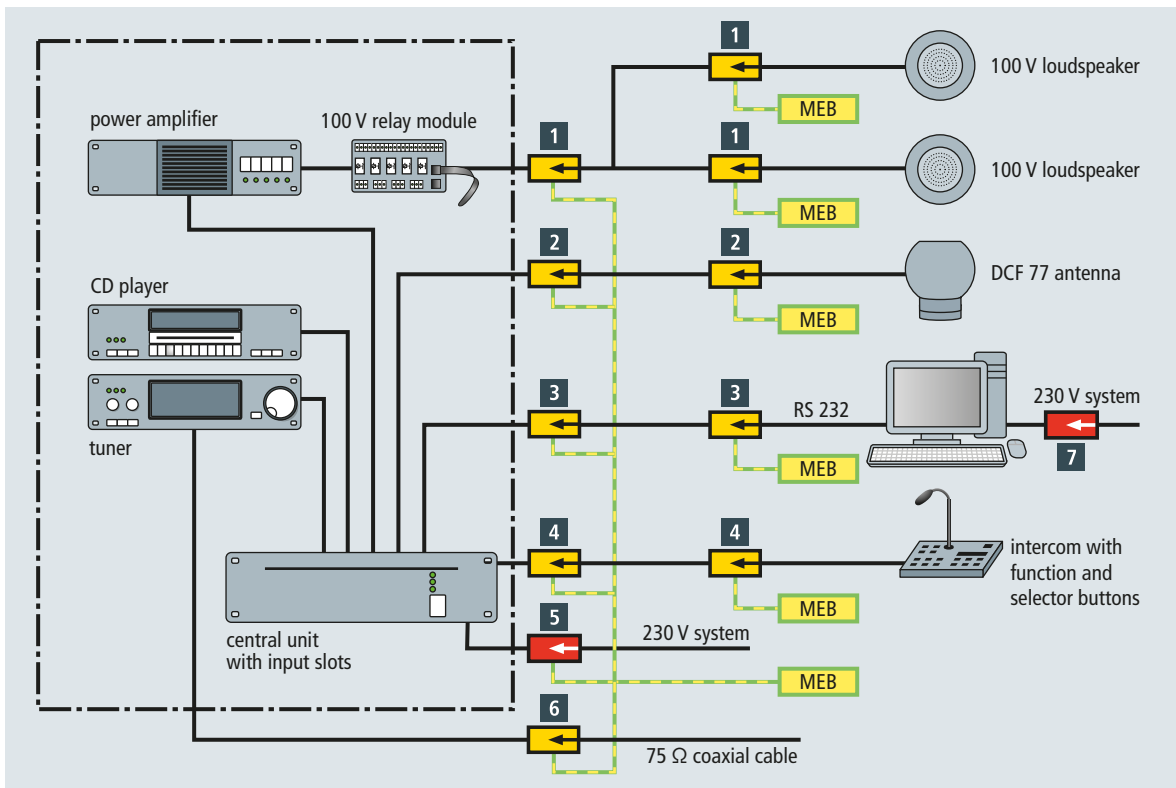 1
100 V loudspeaker
MEB
power amplifier
100 V relay module
1
1
100 V loudspeaker
MEB
2
2
DCF 77 antenna
MEB
CD player
tuner
3
3
RS 232
230 V system
7
MEB
4
4
intercom with
function and
selector buttons
MEB
central unit
with input slots
5
230 V system
MEB
6
75 Ω coaxial cable